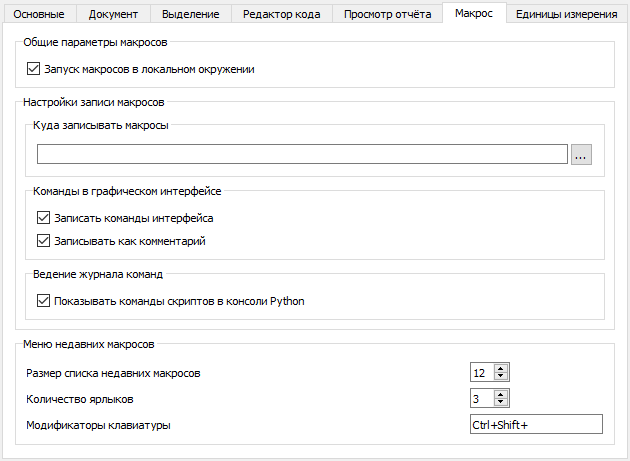 Основные Документ Выделение Редактор кода Просмотр отчёта Макрос Единицы измерения
Общие параметры макросов
Запуск макросов в локальном окружении
Настройки записи макросов
Куда записывать макросы
...
Команды в графическом интерфейсе
Записать команды интерфейса
Записывать как комментарий
Ведение журнала команд
Показывать команды скриптов в консоли Python
Меню недавних макросов
Размер списка недавних макросов 12
Количество ярлыков 3
Модификаторы клавиатуры Ctrl+Shift+